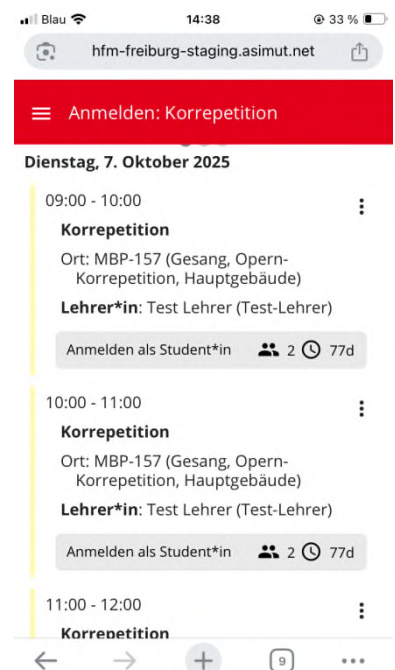 Blau
14:38
33 %
hfm-freiburg-staging.asimut.net
Anmelden: Korrepetition
Dienstag, 7. Oktober 2025
09:00 - 10:00
Korrepetition
Ort: MBP-157 (Gesang, Opern-
Korrepetition, Hauptgebäude)
Lehrer*in: Test Lehrer (Test-Lehrer)
Anmelden als Student*in 2 77d
10:00 - 11:00
Korrepetition
Ort: MBP-157 (Gesang, Opern-
Korrepetition, Hauptgebäude)
Lehrer*in: Test Lehrer (Test-Lehrer)
Anmelden als Student*in 2 77d
11:00 - 12:00
Korrepetition
9